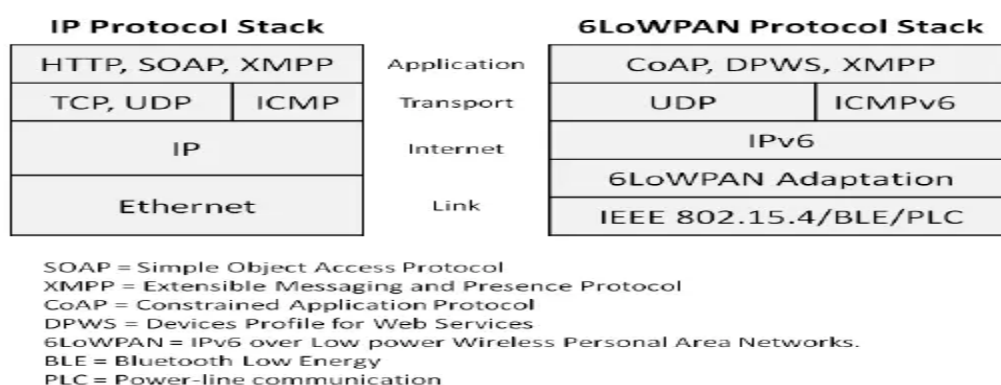 IP Protocol Stack 6LoWPAN Protocol Stack
HTTP, SOAP, XMPP Application CoAP, DPWS, XMPP
TCP, UDP ICMP Transport UDP ICMPv6
IP Internet IPv6
6LoWPAN Adaptation
Ethernet Link IEEE 802.15.4/BLE/PLC
SOAP = Simple Object Access Protocol
XMPP = Extensible Messaging and Presence Protocol
CoAP = Constrained Application Protocol
DPWS = Devices Profile for Web Services
6LoWPAN = IPv6 over Low power Wireless Personal Area Networks.
BLE = Bluetooth Low Energy
PLC = Power-line communication